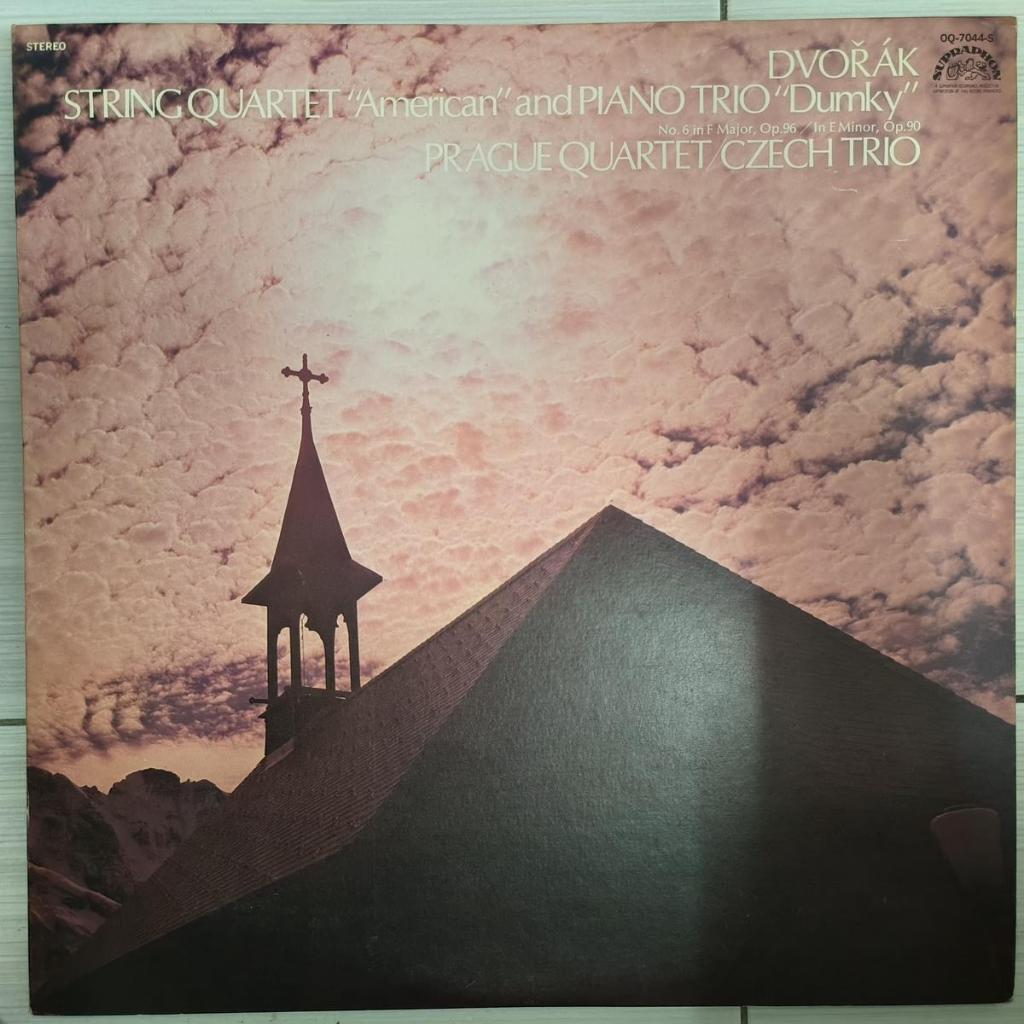 STEREO
OQ-7044-S
SUPRAPHON
DVOŘÁK
STRING QUARTET "American" and PIANO TRIO "Dumky"
No. 6 in F Major, Op.96 / In E Minor, Op.90
PRAGUE QUARTET/CZECH TRIO